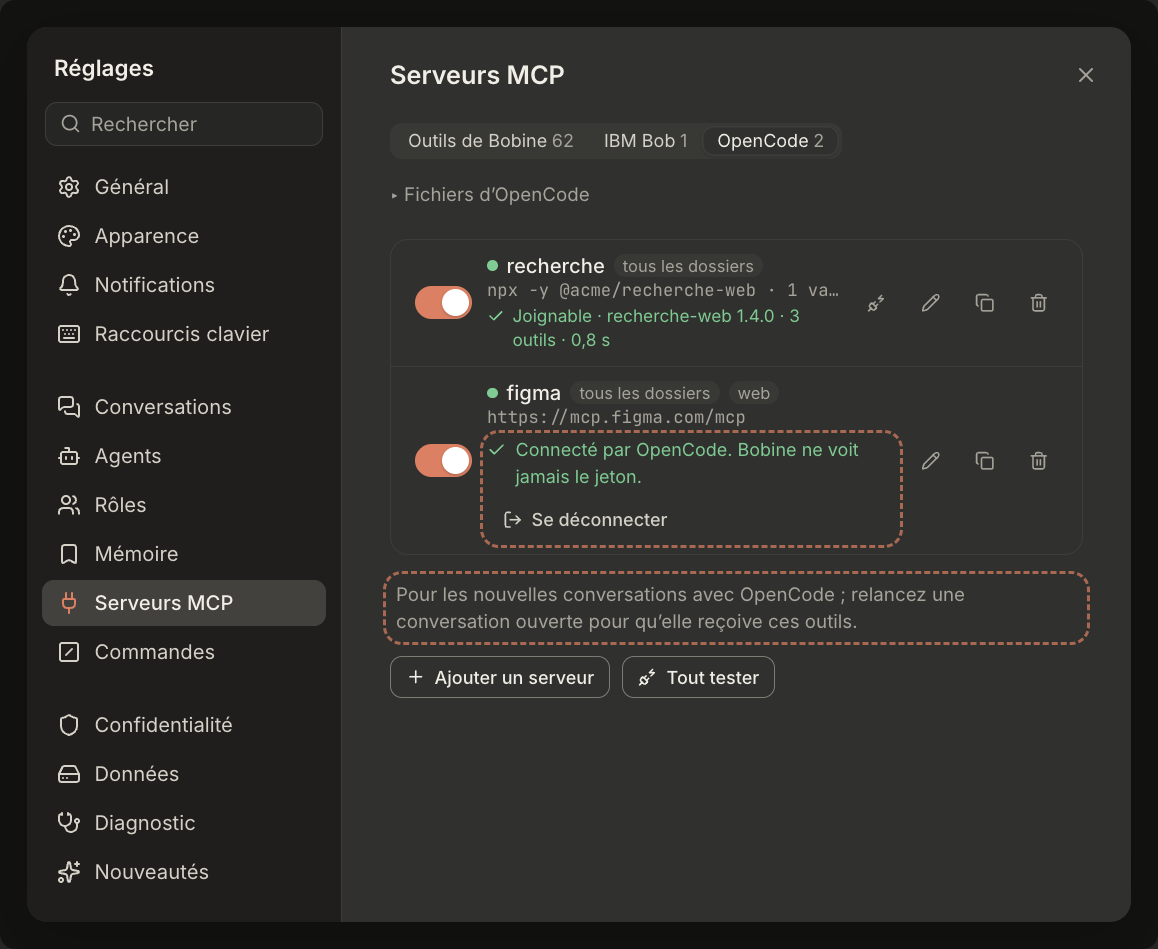 Réglages
Rechercher
Général
Apparence
Notifications
Raccourcis clavier
Conversations
Agents
Rôles
Mémoire
Serveurs MCP
Commandes
Confidentialité
Données
Diagnostic
Nouveautés
Serveurs MCP
Outils de Bobine 62 IBM Bob 1 OpenCode 2
Fichiers d’OpenCode
recherche tous les dossiers
npx -y @acme/recherche-web · 1 va…
Joignable · recherche-web 1.4.0 · 3
outils · 0,8 s
figma tous les dossiers web
https://mcp.figma.com/mcp
Connecté par OpenCode. Bobine ne voit
jamais le jeton.
Se déconnecter
Pour les nouvelles conversations avec OpenCode ; relancez une
conversation ouverte pour qu’elle reçoive ces outils.
Ajouter un serveur Tout tester